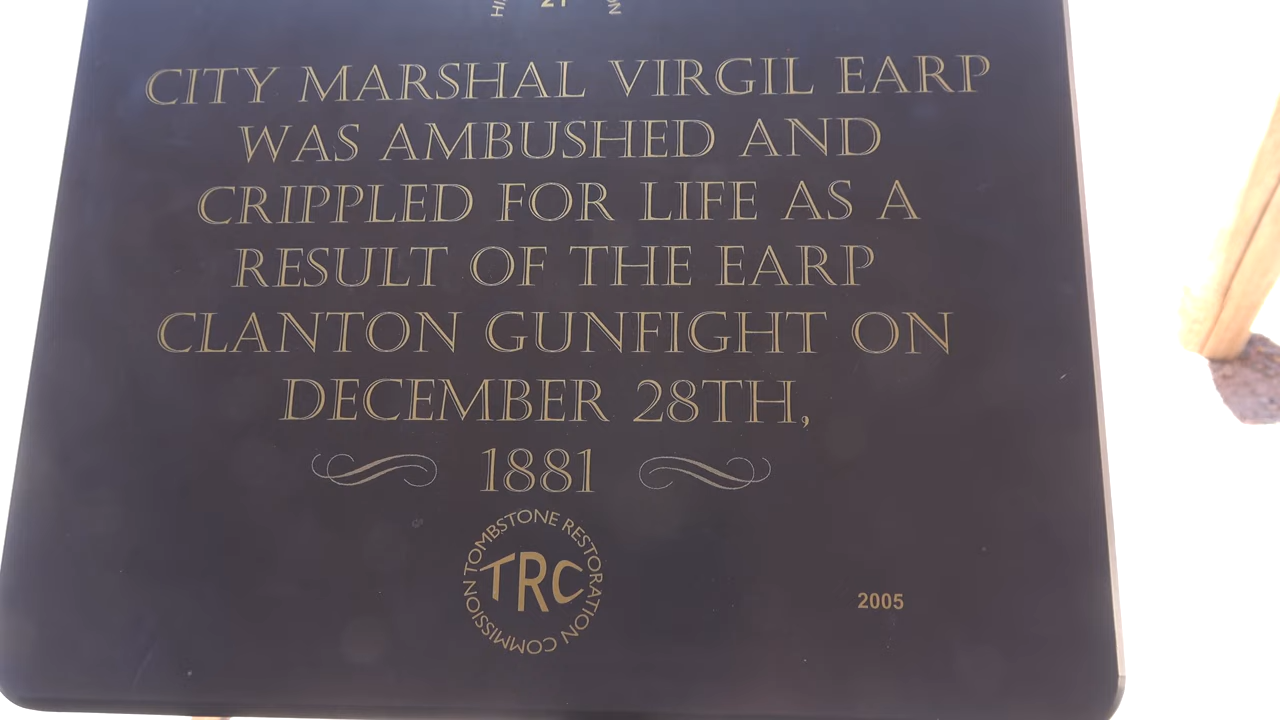 21
CITY MARSHAL VIRGIL EARP
WAS AMBUSHED AND
CRIPPLED FOR LIFE AS A
RESULT OF THE EARP
CLANTON GUNFIGHT ON
DECEMBER 28TH,
1881
TOMBSTONE RESTORATION COMMISSION
TRC
2005